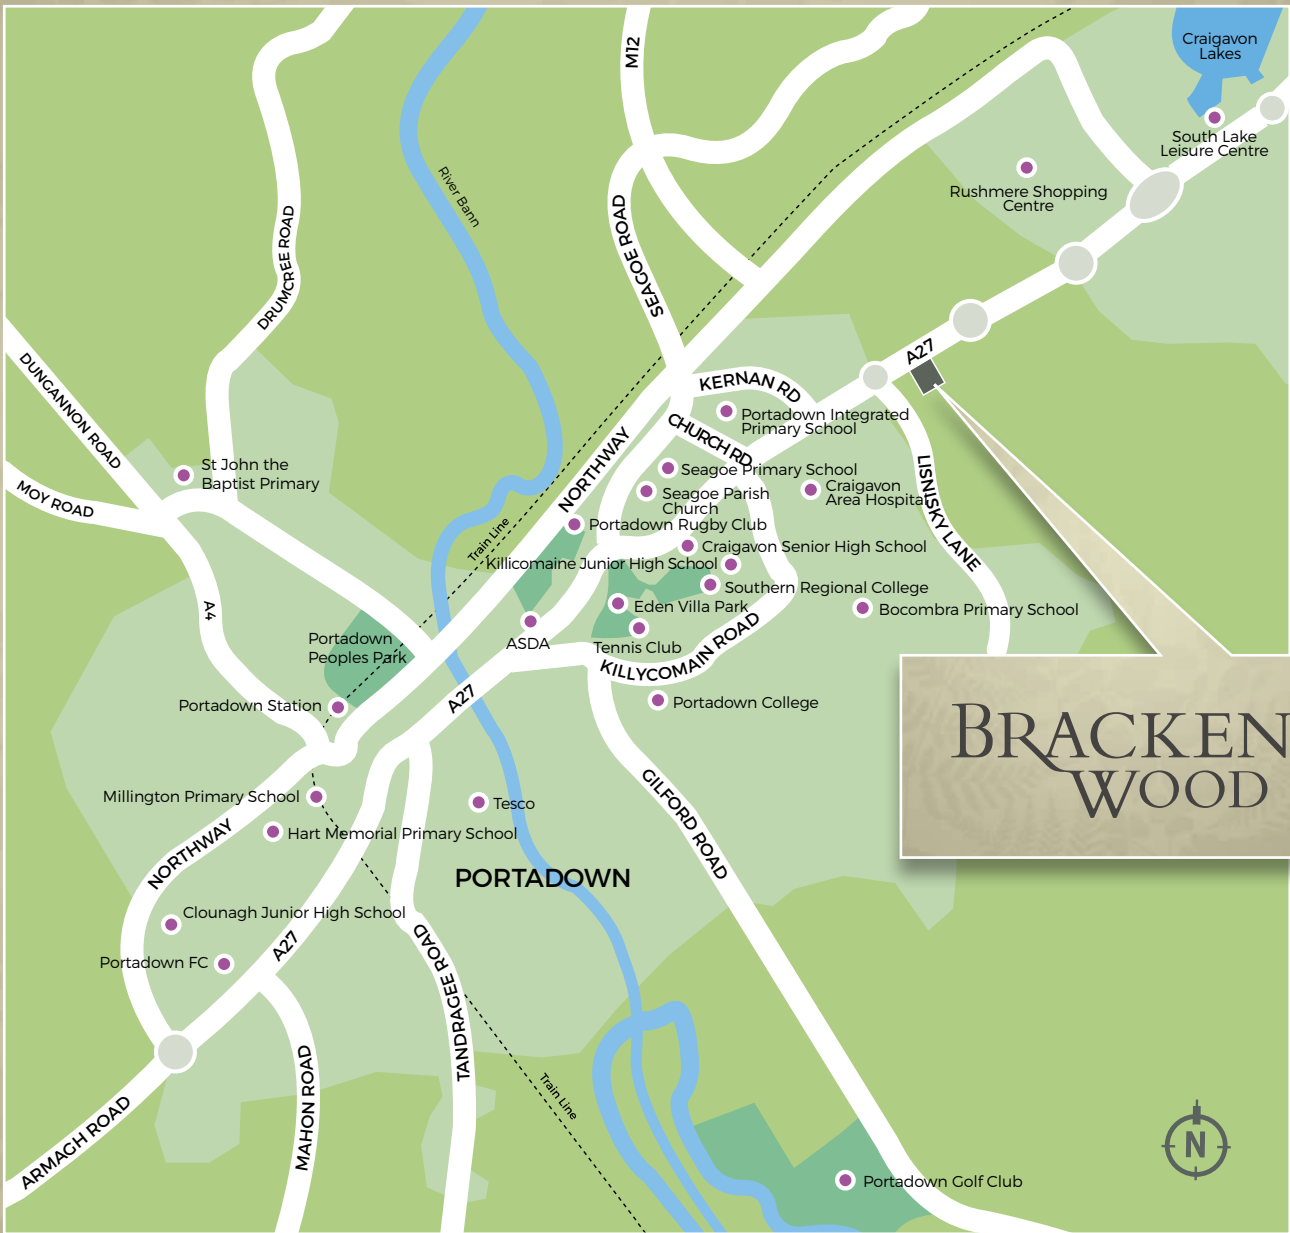 M12
Craigavon
Lakes
South Lake
Leisure Centre
Rushmere Shopping
Centre
River Bann
SEAGOE ROAD
DRUMCREE ROAD
DUNGANNON ROAD
MOY ROAD
A27
KERNAN RD
Portadown Integrated
Primary School
CHURCH RD
NORTHWAY
St John the
Baptist Primary
Seagoe Primary School
Seagoe Parish
Church
Craigavon
Area Hospital
LISNISKY LANE
Portadown Rugby Club
Train Line
Craigavon Senior High School
Killicomaine Junior High School
Southern Regional College
Eden Villa Park
Bocombra Primary School
A4
Portadown
Peoples Park
ASDA
Tennis Club
KILLYCOMAIN ROAD
A27
Portadown Station
Portadown College
BRACKEN
WOOD
Millington Primary School
Tesco
GILFORD ROAD
NORTHWAY
Hart Memorial Primary School
PORTADOWN
Clounagh Junior High School
A27
Portadown FC
TANDRAGEE ROAD
MAHON ROAD
Train Line
ARMAGH ROAD
N
Portadown Golf Club